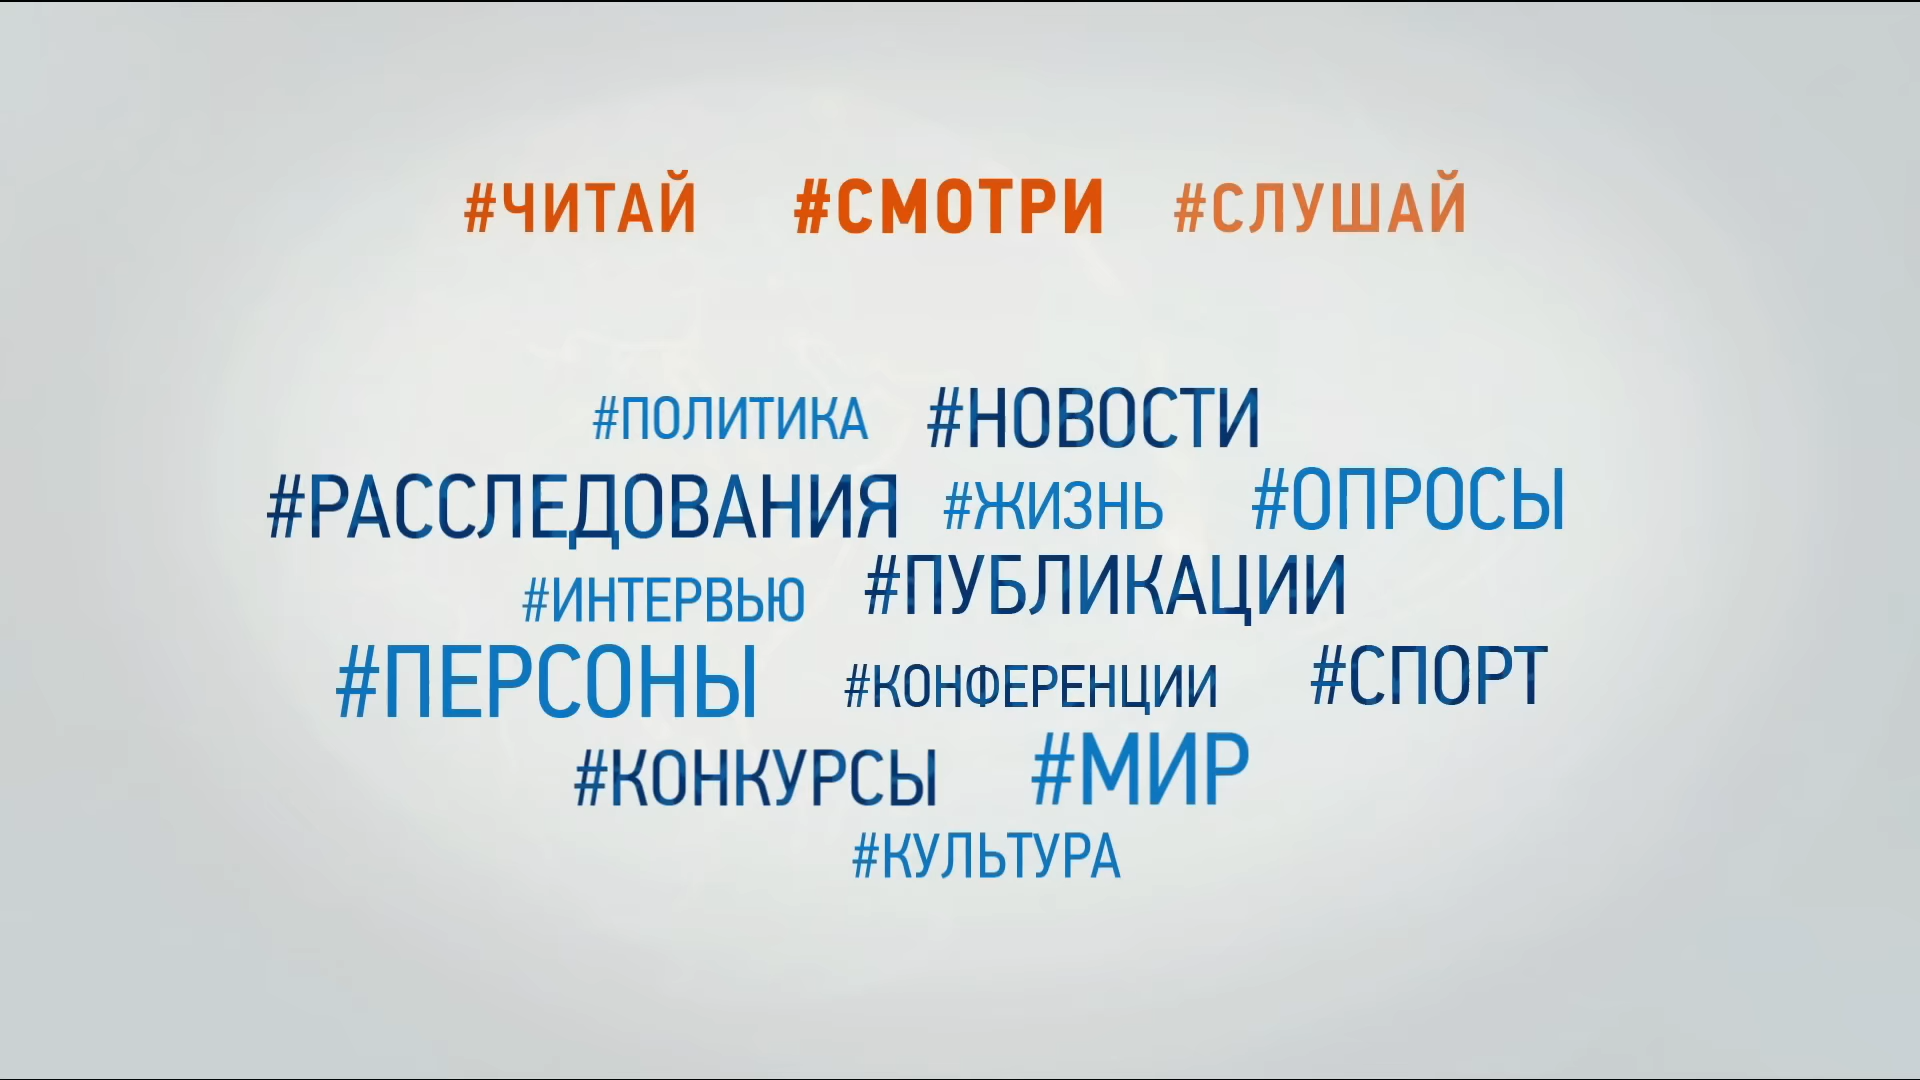 #ЧИТАЙ #СМОТРИ #СЛУШАЙ
#ПОЛИТИКА #НОВОСТИ
#РАССЛЕДОВАНИЯ #ЖИЗНЬ #ОПРОСЫ
#ИНТЕРВЬЮ #ПУБЛИКАЦИИ
#ПЕРСОНЫ #КОНФЕРЕНЦИИ #СПОРТ
#КОНКУРСЫ #МИР
#КУЛЬТУРА